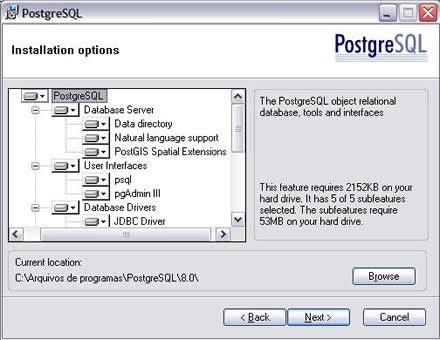 PostgreSQL
Installation options
PostgreSQL
PostgreSQL
Database Server
Data directory
Natural language support
PostGIS Spatial Extensions
User Interfaces
psql
pgAdmin III
Database Drivers
JDBC Driver
The PostgreSQL object relational
database, tools and interfaces
This feature requires 2152KB on your
hard drive. It has 5 of 5 subfeatures
selected. The subfeatures require
53MB on your hard drive.
Current location:
C:\Arquivos de programas\PostgreSQL\8.0\
Browse
< Back
Next >
Cancel